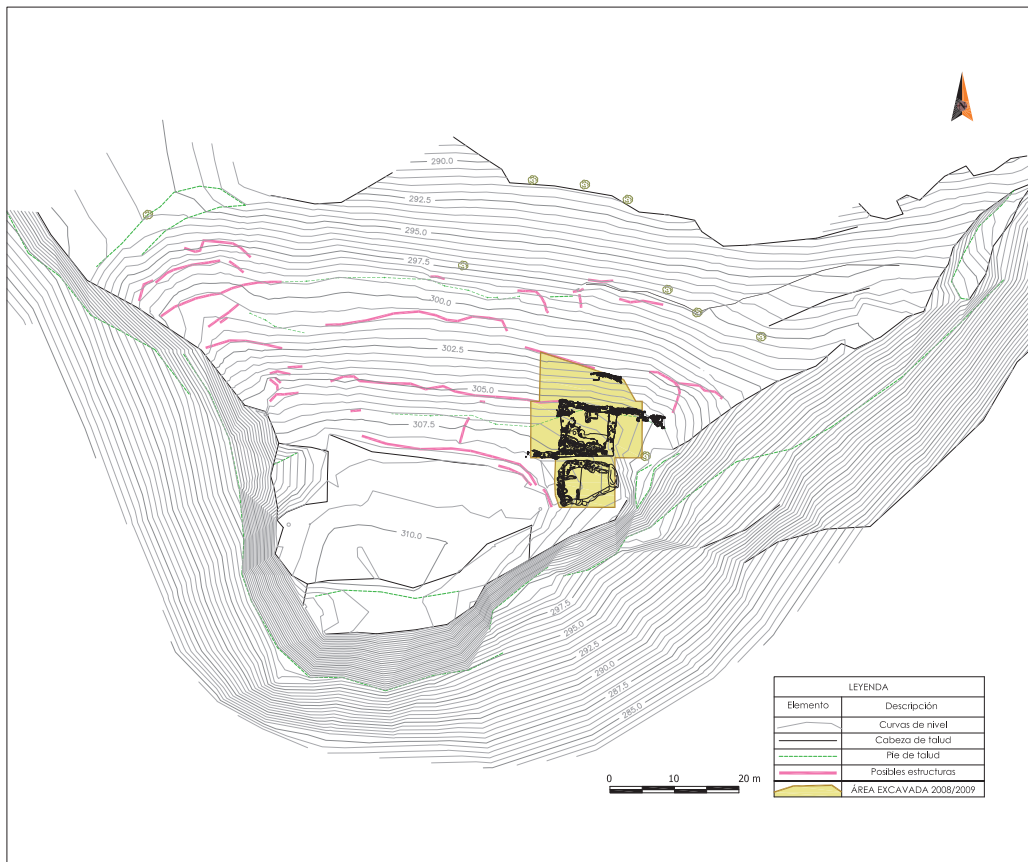 290.0
292.5
295.0
297.5
300.0
302.5
305.0
307.5
310.0
297.5
295.0
292.5
290.0
287.5
285.0
0 10 20 m
LEYENDA
Elemento Descripción
Curvas de nivel
Cabeza de talud
Pie de talud
Posibles estructuras
ÁREA EXCAVADA 2008/2009